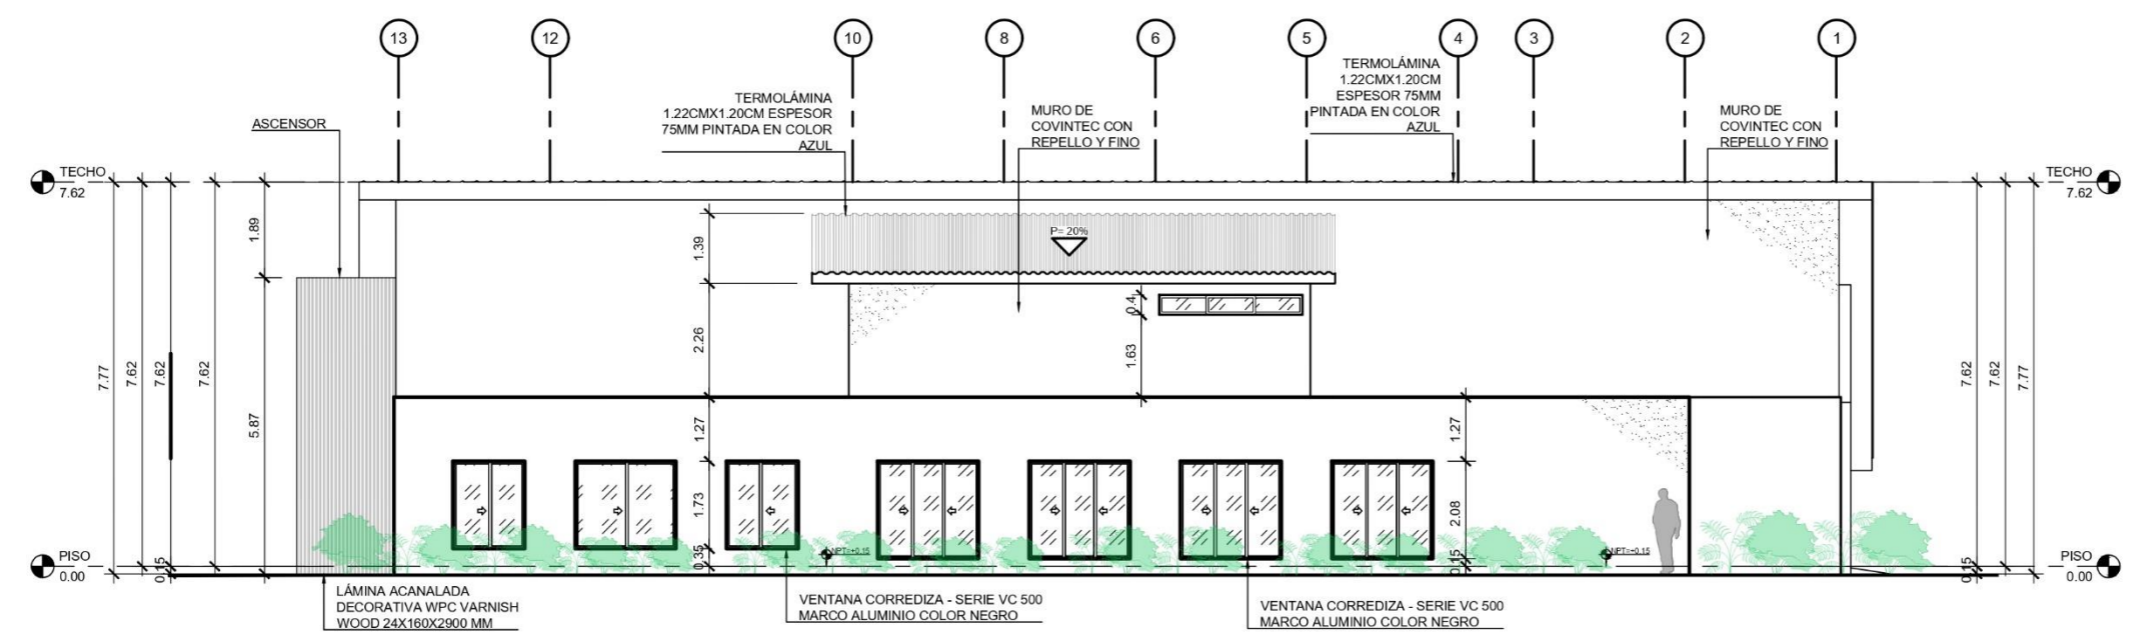 13
12
10
8
6
5
4
3
2
1
TERMOLÁMINA
1.22CMX1.20CM
ESPESOR 75MM
PINTADA EN COLOR
AZUL
TERMOLÁMINA
1.22CMX1.20CM ESPESOR
75MM PINTADA EN COLOR
AZUL
MURO DE
COVINTEC CON
REPELLO Y FINO
MURO DE
COVINTEC CON
REPELLO Y FINO
ASCENSOR
TECHO
7.62
TECHO
7.62
1.89
1.39
P= 20%
0.4
2.26
1.63
7.77
7.62
7.62
7.62
5.87
7.62
7.62
7.77
1.27
1.27
1.73
2.08
0.35
NPT=+0.15
0.15
NPT=+0.15
PISO
0.00
0.15
0.15
PISO
0.00
LÁMINA ACANALADA
DECORATIVA WPC VARNISH
WOOD 24X160X2900 MM
VENTANA CORREDIZA - SERIE VC 500
MARCO ALUMINIO COLOR NEGRO
VENTANA CORREDIZA - SERIE VC 500
MARCO ALUMINIO COLOR NEGRO